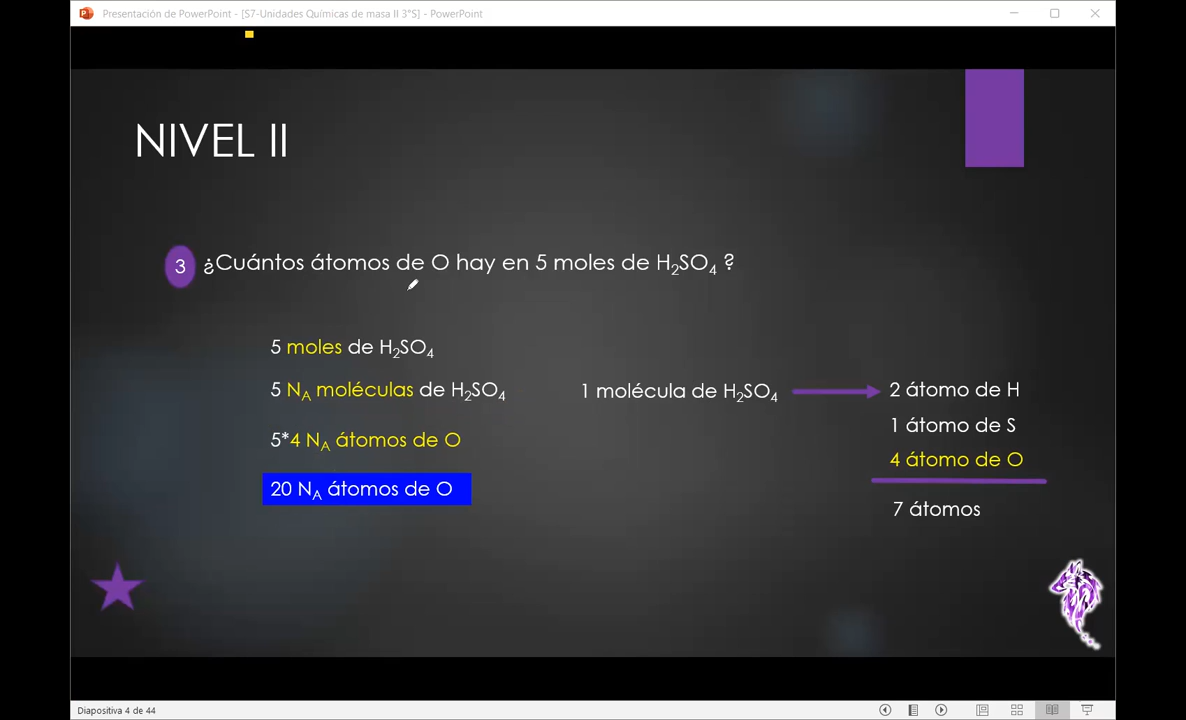 Presentación de PowerPoint - [S7-Unidades Químicas de masa II 3°S] - PowerPoint
NIVEL II
3 ¿Cuántos átomos de O hay en 5 moles de H₂SO₄ ?
5 moles de H₂SO₄
5 N_A moléculas de H₂SO₄
1 molécula de H₂SO₄
2 átomo de H
1 átomo de S
5*4 N_A átomos de O
4 átomo de O
20 N_A átomos de O
7 átomos
Diapositiva 4 de 44